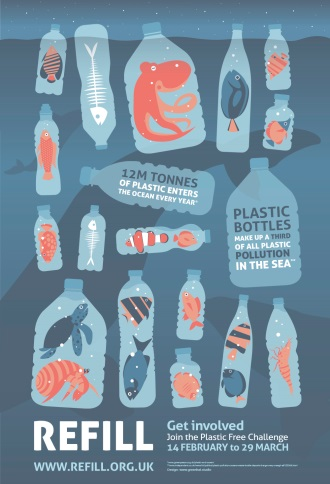 12M TONNES
OF PLASTIC ENTERS
THE OCEAN EVERY YEAR*
PLASTIC
BOTTLES
MAKE UP A THIRD
OF ALL PLASTIC
POLLUTION
IN THE SEA**
REFILL
WWW.REFILL.ORG.UK
Get involved
Join the Plastic Free Challenge
14 FEBRUARY to 29 MARCH